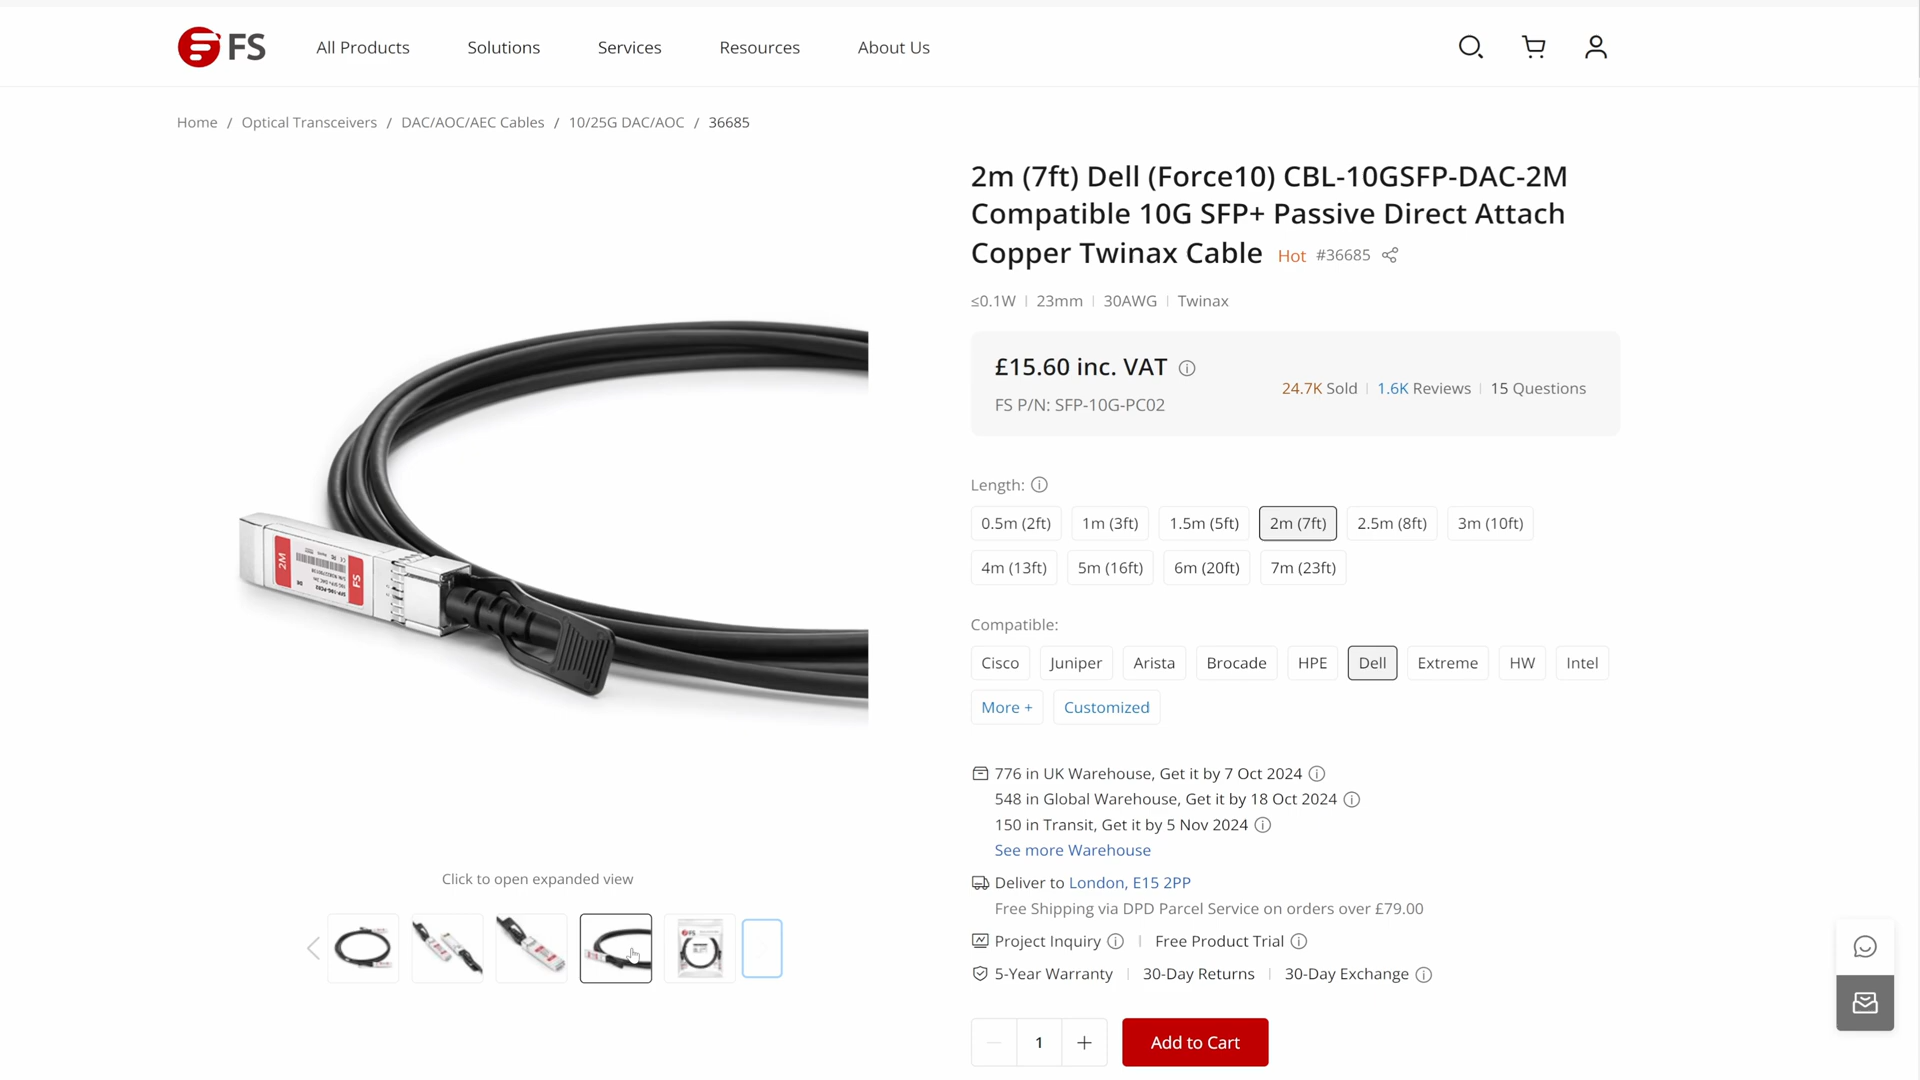 FS
All Products
Solutions
Services
Resources
About Us
Home / Optical Transceivers / DAC/AOC/AEC Cables / 10/25G DAC/AOC / 36685
2m (7ft) Dell (Force10) CBL-10GSFP-DAC-2M
Compatible 10G SFP+ Passive Direct Attach
Copper Twinax Cable Hot #36685
≤0.1W | 23mm | 30AWG | Twinax
£15.60 inc. VAT
24.7K Sold | 1.6K Reviews | 15 Questions
FS P/N: SFP-10G-PC02
Length:
0.5m (2ft) 1m (3ft) 1.5m (5ft) 2m (7ft) 2.5m (8ft) 3m (10ft)
4m (13ft) 5m (16ft) 6m (20ft) 7m (23ft)
2M
FS
Compatible:
Cisco Juniper Arista Brocade HPE Dell Extreme HW Intel
More + Customized
776 in UK Warehouse, Get it by 7 Oct 2024
548 in Global Warehouse, Get it by 18 Oct 2024
150 in Transit, Get it by 5 Nov 2024
See more Warehouse
Click to open expanded view
Deliver to London, E15 2PP
Free Shipping via DPD Parcel Service on orders over £79.00
Project Inquiry | Free Product Trial
5-Year Warranty | 30-Day Returns | 30-Day Exchange
1
Add to Cart